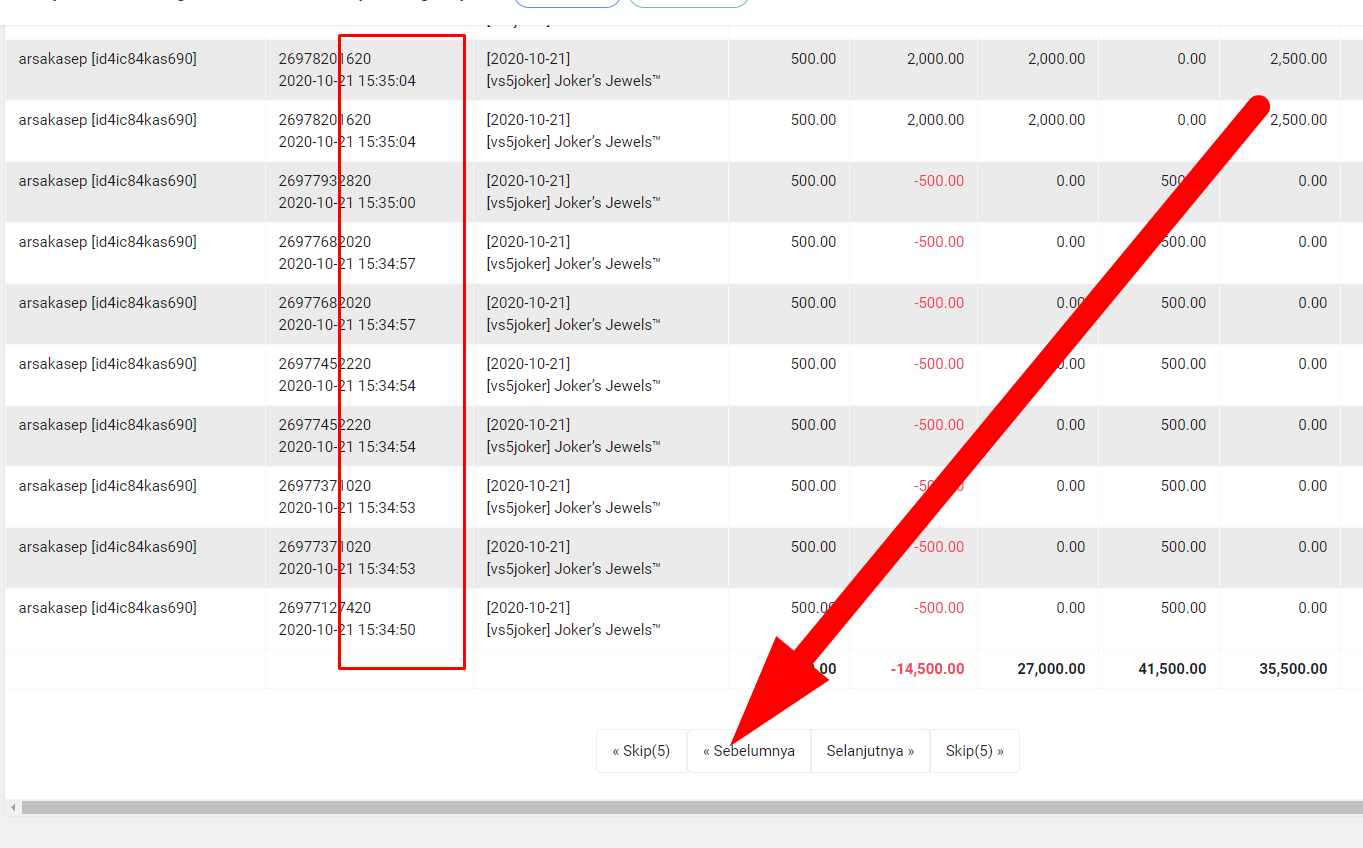 arsakasep [id4ic84kas690] 26978201620 [2020-10-21] 500.00 2,000.00 2,000.00 0.00 2,500.00
2020-10-21 15:35:04 [vs5joker] Joker's Jewels™
arsakasep [id4ic84kas690] 26978201620 [2020-10-21] 500.00 2,000.00 2,000.00 0.00 2,500.00
2020-10-21 15:35:04 [vs5joker] Joker's Jewels™
arsakasep [id4ic84kas690] 26977932820 [2020-10-21] 500.00 -500.00 0.00 500.00 0.00
2020-10-21 15:35:00 [vs5joker] Joker's Jewels™
arsakasep [id4ic84kas690] 26977682020 [2020-10-21] 500.00 -500.00 0.00 500.00 0.00
2020-10-21 15:34:57 [vs5joker] Joker's Jewels™
arsakasep [id4ic84kas690] 26977682020 [2020-10-21] 500.00 -500.00 0.00 500.00 0.00
2020-10-21 15:34:57 [vs5joker] Joker's Jewels™
arsakasep [id4ic84kas690] 26977452220 [2020-10-21] 500.00 -500.00 0.00 500.00 0.00
2020-10-21 15:34:54 [vs5joker] Joker's Jewels™
arsakasep [id4ic84kas690] 26977452220 [2020-10-21] 500.00 -500.00 0.00 500.00 0.00
2020-10-21 15:34:54 [vs5joker] Joker's Jewels™
arsakasep [id4ic84kas690] 26977371020 [2020-10-21] 500.00 -500.00 0.00 500.00 0.00
2020-10-21 15:34:53 [vs5joker] Joker's Jewels™
arsakasep [id4ic84kas690] 26977371020 [2020-10-21] 500.00 -500.00 0.00 500.00 0.00
2020-10-21 15:34:53 [vs5joker] Joker's Jewels™
arsakasep [id4ic84kas690] 26977127420 [2020-10-21] 500.00 -500.00 0.00 500.00 0.00
2020-10-21 15:34:50 [vs5joker] Joker's Jewels™
-14,500.00 27,000.00 41,500.00 35,500.00
« Skip(5) « Sebelumnya Selanjutnya » Skip(5) »